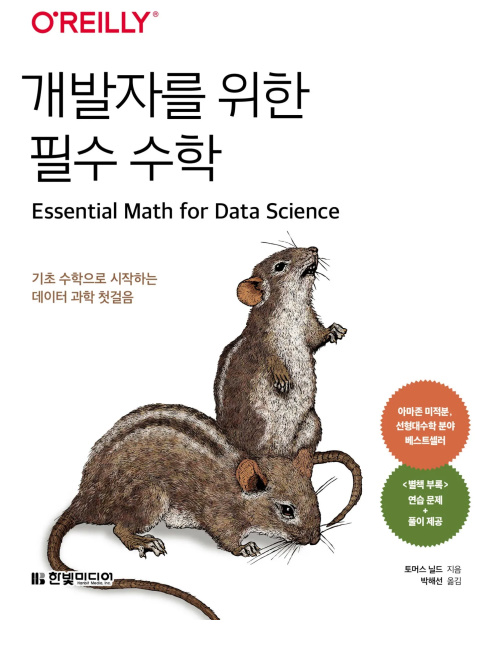 O'REILLY®
개발자를 위한
필수 수학
Essential Math for Data Science
기초 수학으로 시작하는
데이터 과학 첫걸음
아마존 미적분,
선형대수학 분야
베스트셀러
<별책 부록>
연습 문제
+
풀이 제공
한빛미디어
Hanbit Media, Inc.
토머스 닐드 지음
박해선 옮김